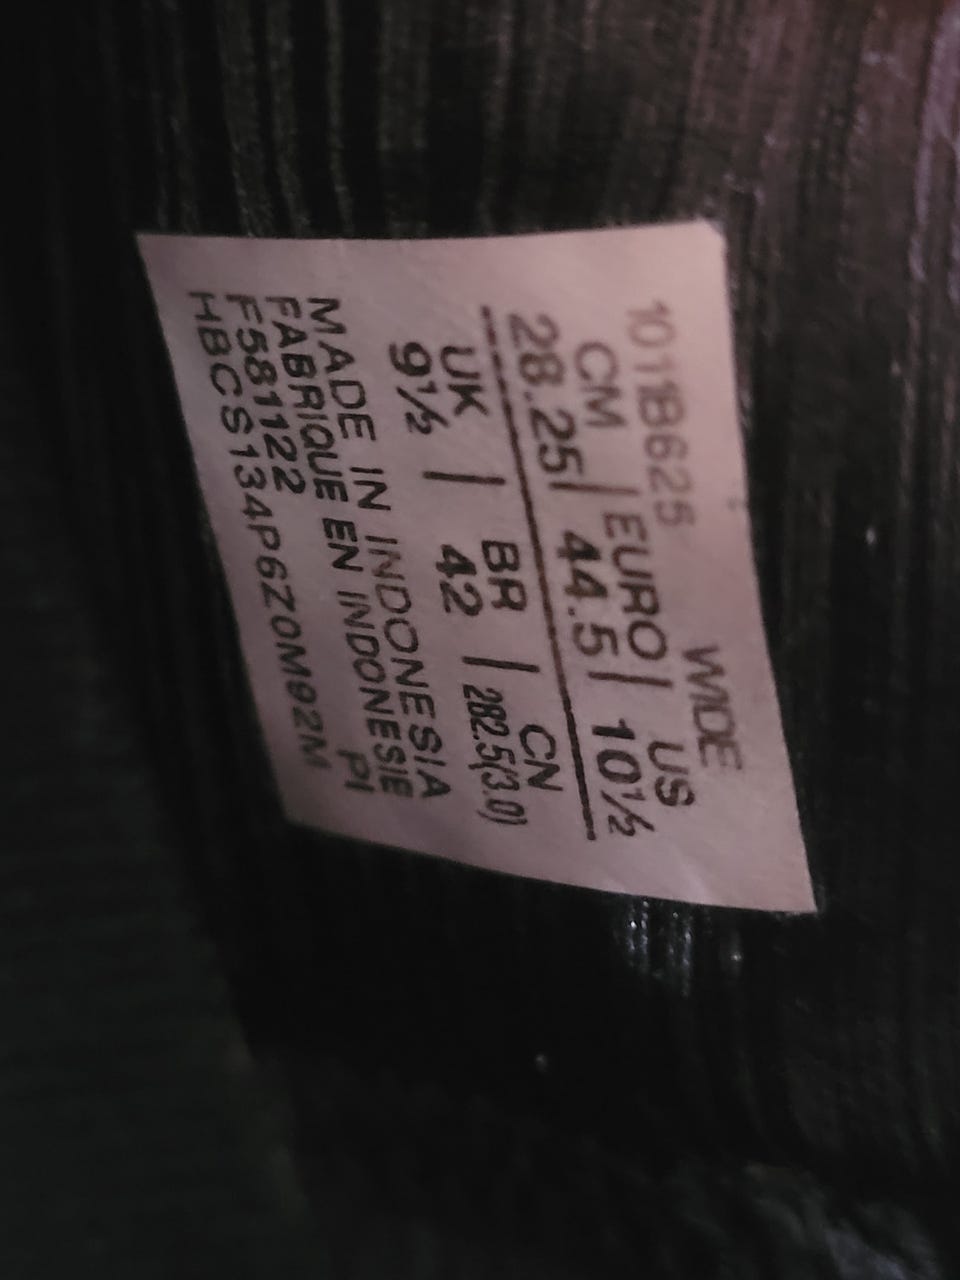 1011B625 WIDE
CM | EURO | US
28.25 | 44.5 | 10½
UK | BR | CN
9½ | 42 | 282.5(3.0)
MADE IN INDONESIA
FABRIQUE EN INDONESIE
F581122 PI
HBCS134P6Z0M92M